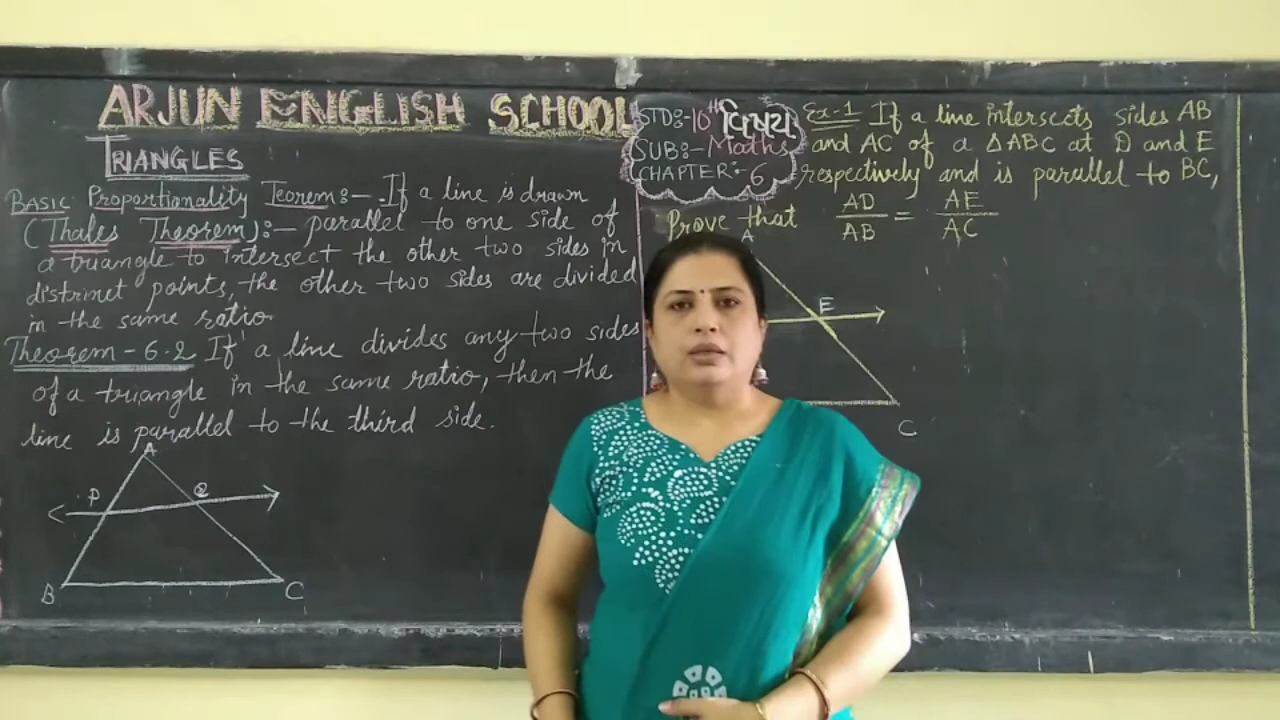 ARJUN ENGLISH SCHOOL
TRIANGLES
BASIC Proportionality Teorem:- If a line is drawn
(Thales Theorem):- parallel to one side of
a triangle to intersect the other two sides in
distrinct points, the other two sides are divided
in the same ratio
Theorem-6.2 If a line divides any two sides
of a triangle in the same ratio, then the
line is parallel to the third side.
A
P
Q
B
C
STD:-10th વિષય
SUB:-Maths
CHAPTER:-6
Ex-1 If a line intersects sides AB
and AC of a ΔABC at D and E
respectively and is parallel to BC,
Prove that AD/AB = AE/AC
A
E
C